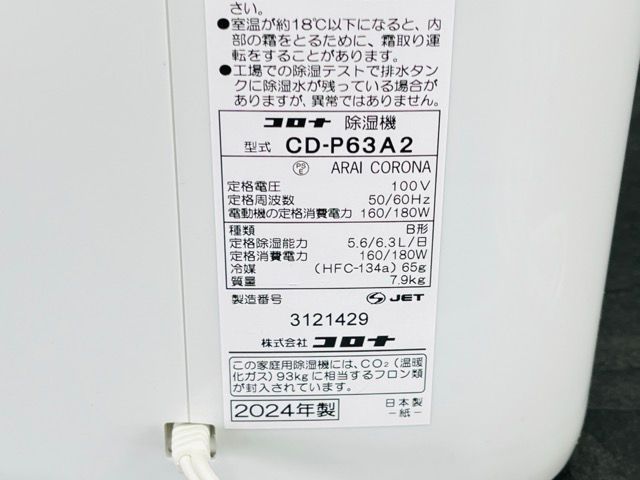 さい。
●室温が約18℃以下になると、内
部の霜をとるために、霜取り運
転をすることがあります。
●工場での除湿テストで排水タン
クに除湿水が残っている場合が
ありますが、異常ではありません。
コロナ 除湿機
型式 CD-P63A2
PS E ARAI CORONA
定格電圧 100V
定格周波数 50/60Hz
電動機の定格消費電力 160/180W
種類 B形
定格除湿能力 5.6/6.3L/日
定格消費電力 160/180W
冷媒 (HFC-134a) 65g
質量 7.9kg
製造番号 JET
3121429
株式会社 コロナ
この家庭用除湿機には、CO₂(温暖
化ガス)93kgに相当するフロン類
が封入されています。
2024年製 日本製
-紙-